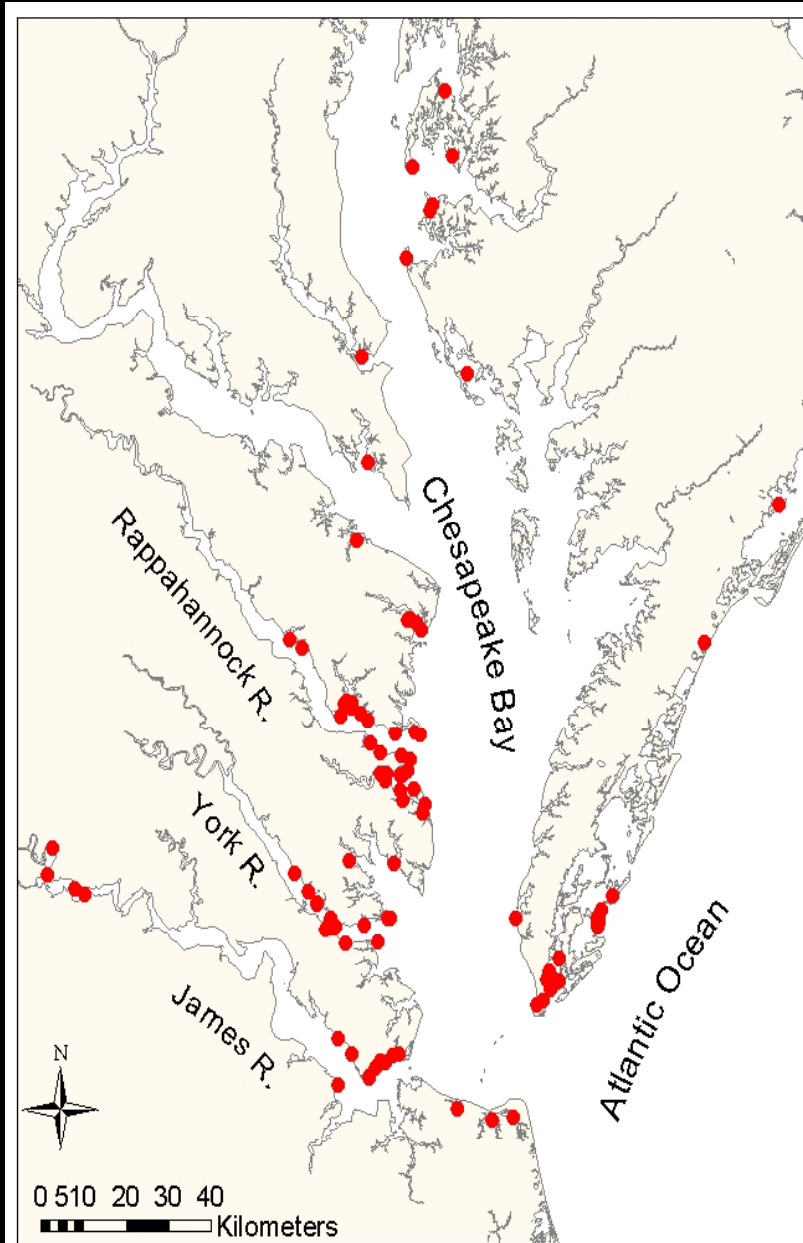 Chesapeake Bay
Rappahannock R.
York R.
James R.
Atlantic Ocean
N
0 510 20 30 40
Kilometers